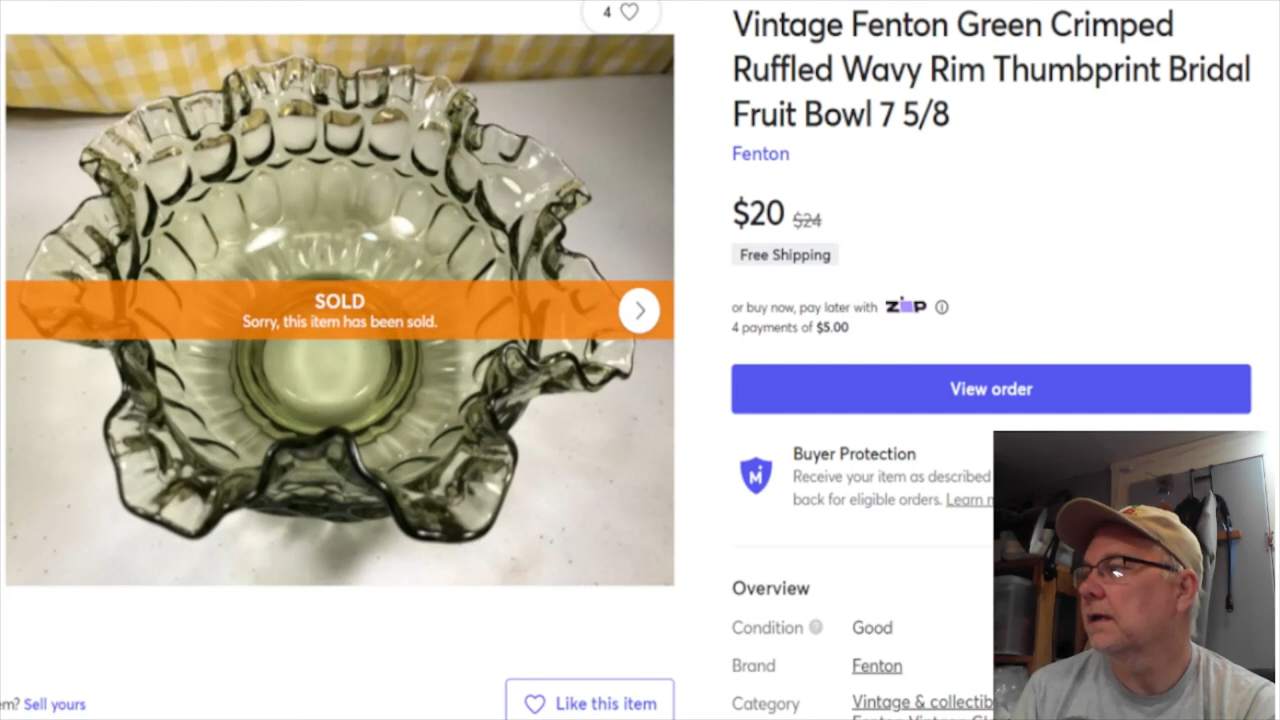 4
Vintage Fenton Green Crimped
Ruffled Wavy Rim Thumbprint Bridal
Fruit Bowl 7 5/8
Fenton
$20 $24
Free Shipping
or buy now, pay later with ZIP
4 payments of $5.00
SOLD
Sorry, this item has been sold.
View order
Buyer Protection
Receive your item as described
back for eligible orders. Learn
Overview
Condition ? Good
Brand Fenton
Category Vintage & collectib
Fenton Vintage
em? Sell yours
Like this item